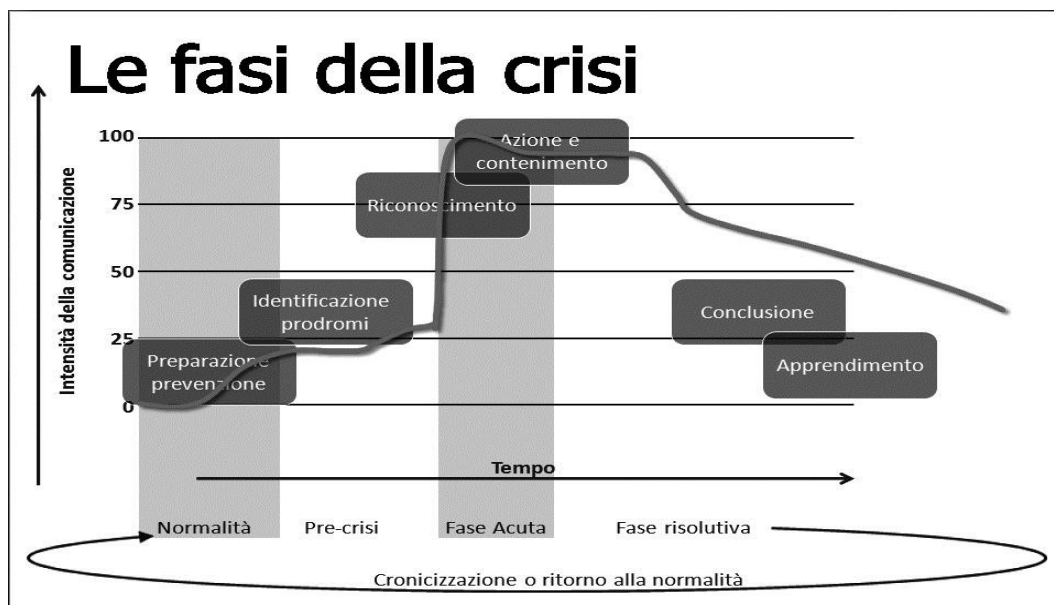 Le fasi della crisi
Intensità della comunicazione
100
75
50
25
0
Azione e
contenimento
Riconoscimento
Identificazione
prodromi
Preparazione
prevenzione
Conclusione
Apprendimento
Tempo
Normalità
Pre-crisi
Fase Acuta
Fase risolutiva
Cronicizzazione o ritorno alla normalità